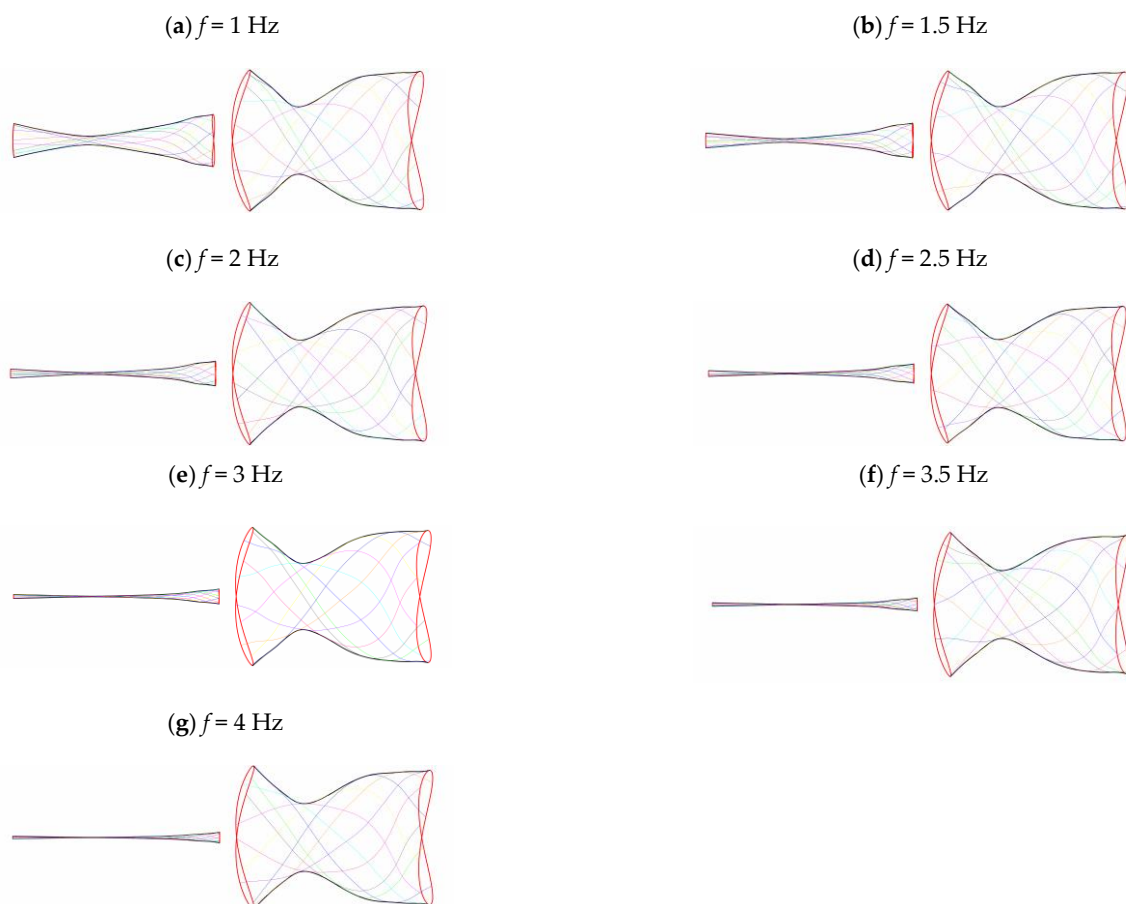 (a) f = 1 Hz
(b) f = 1.5 Hz
(c) f = 2 Hz
(d) f = 2.5 Hz
(e) f = 3 Hz
(f) f = 3.5 Hz
(g) f = 4 Hz